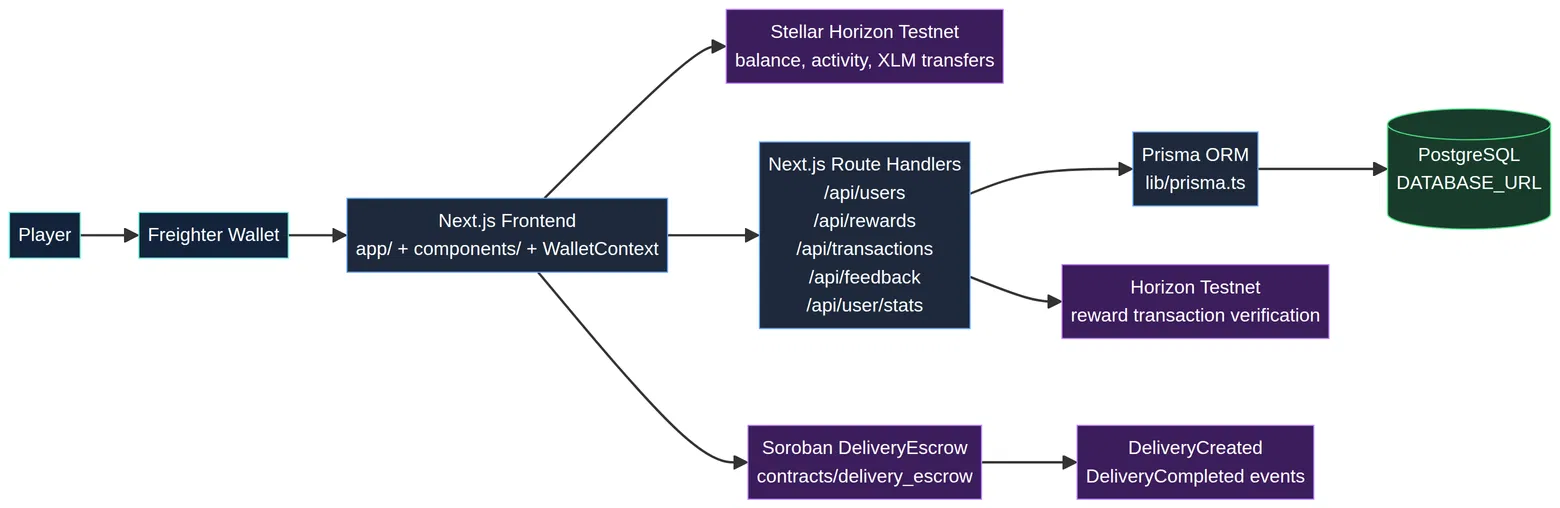 Player
Freighter Wallet
Next.js Frontend
app/ + components/ + WalletContext
Stellar Horizon Testnet
balance, activity, XLM transfers
Next.js Route Handlers
/api/users
/api/rewards
/api/transactions
/api/feedback
/api/user/stats
Prisma ORM
lib/prisma.ts
PostgreSQL
DATABASE_URL
Horizon Testnet
reward transaction verification
Soroban DeliveryEscrow
contracts/delivery_escrow
DeliveryCreated
DeliveryCompleted events